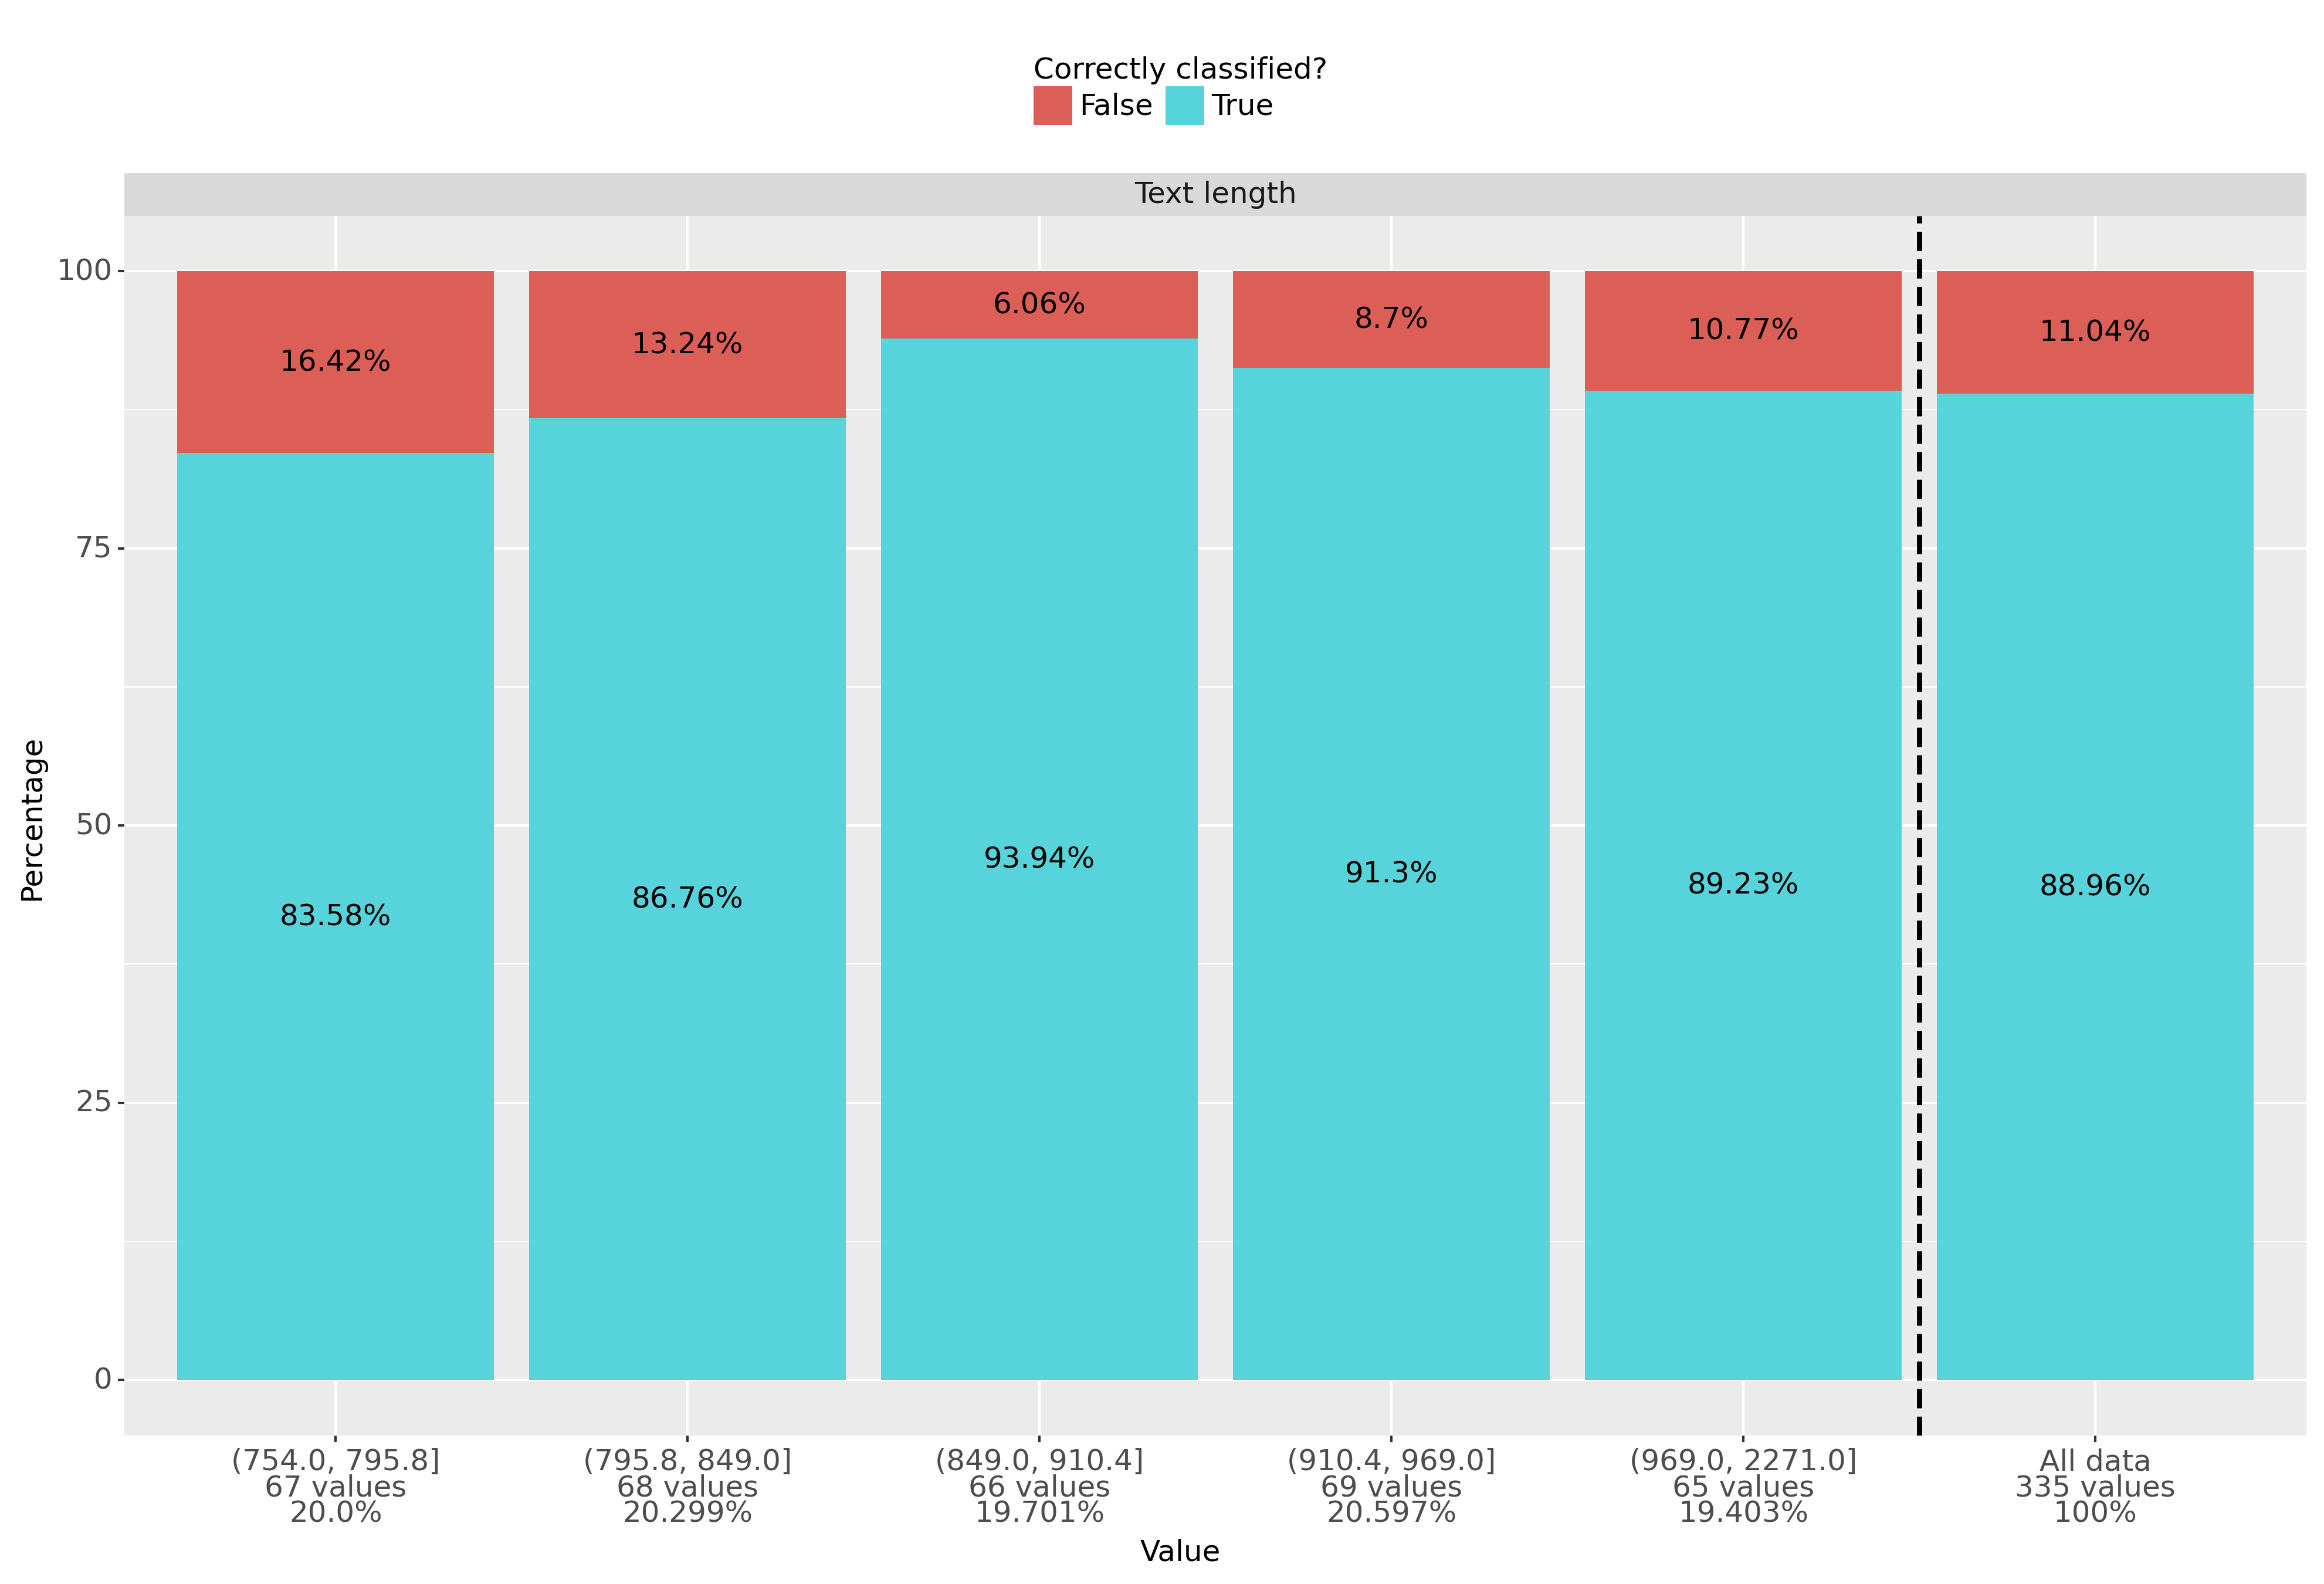 Correctly classified?
False True
Text length
100
75
50
25
0
Percentage
16.42%
13.24%
6.06%
8.7%
10.77%
11.04%
83.58%
86.76%
93.94%
91.3%
89.23%
88.96%
(754.0, 795.8]
67 values
20.0%
(795.8, 849.0]
68 values
20.299%
(849.0, 910.4]
66 values
19.701%
(910.4, 969.0]
69 values
20.597%
(969.0, 2271.0]
65 values
19.403%
All data
335 values
100%
Value